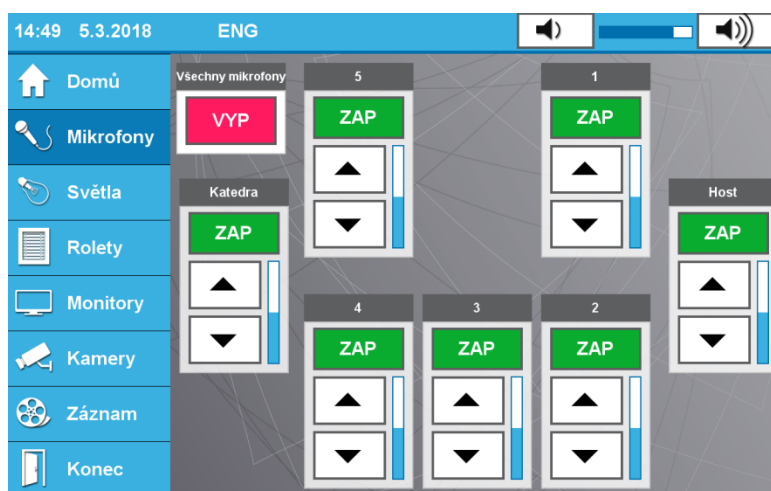 14:49 5.3.2018 ENG
Domů
Mikrofony
Světla
Rolety
Monitory
Kamery
Záznam
Konec
Všechny mikrofony
VYP
5
ZAP
1
ZAP
Katedra
ZAP
Host
ZAP
4
ZAP
3
ZAP
2
ZAP